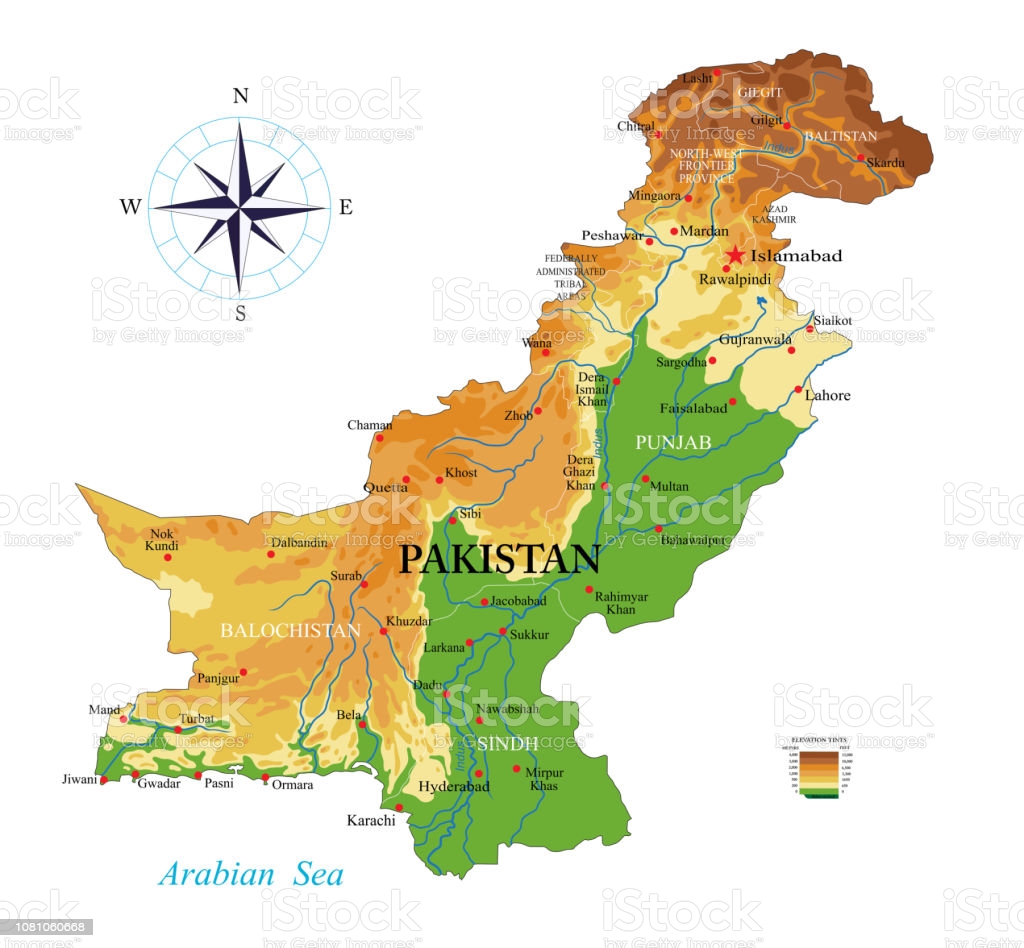 N
W
E
S
Lasht
GILGIT
Gilgit
Chitral
BALTISTAN
Indus
NORTH-WEST
FRONTIER
PROVINCE
Skardu
Mingaora
AZAD
KASHMIR
Mardan
Peshawar
Islamabad
FEDERALLY
ADMINISTRATED
TRIBAL
AREAS
Rawalpindi
Sialkot
Wana
Gujranwala
Sargodha
Dera
Ismail
Khan
Lahore
Zhob
Faisalabad
Chaman
Indus
PUNJAB
Dera
Ghazi
Khan
Khost
Quetta
Multan
Sibi
Nok
Kundi
Dalbandin
Bahawalpur
PAKISTAN
Surab
Jacobabad
Rahimyar
Khan
Khuzdar
BALOCHISTAN
Sukkur
Larkana
Panjgur
Dadu
Mand
Turbat
Bela
Nawabshah
SINDH
Indus
Jiwani
Gwadar
Pasni
Ormara
Hyderabad
Mirpur
Khas
Karachi
Arabian Sea
ELEVATION TINTS
METERS
FEET
iStock
by Getty Images™
1081060668